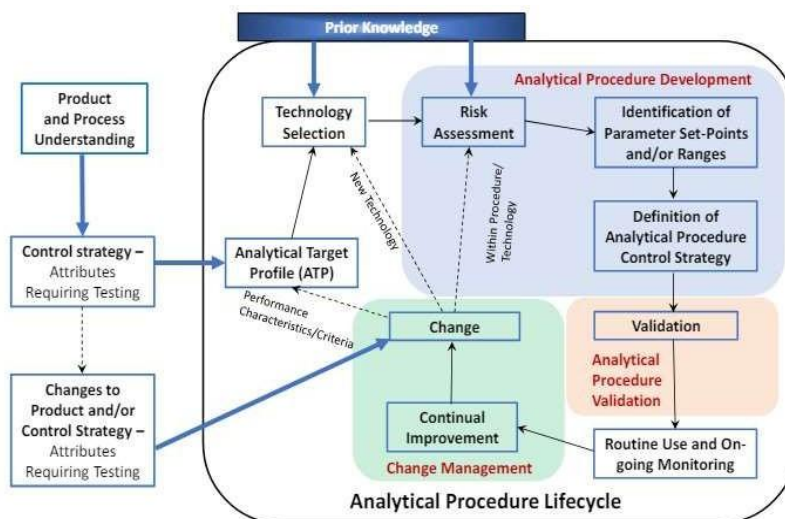 Prior Knowledge
Analytical Procedure Development
Product
and Process
Understanding
Technology
Selection
Risk
Assessment
Identification of
Parameter Set-Points
and/or Ranges
New Technology
Within Procedure/
Technology
Control strategy –
Attributes
Requiring Testing
Analytical Target
Profile (ATP)
Definition of
Analytical Procedure
Control Strategy
Performance
Characteristics/Criteria
Change
Validation
Analytical
Procedure
Validation
Changes to
Product and/or
Control Strategy –
Attributes
Requiring Testing
Continual
Improvement
Change Management
Routine Use and On-
going Monitoring
Analytical Procedure Lifecycle